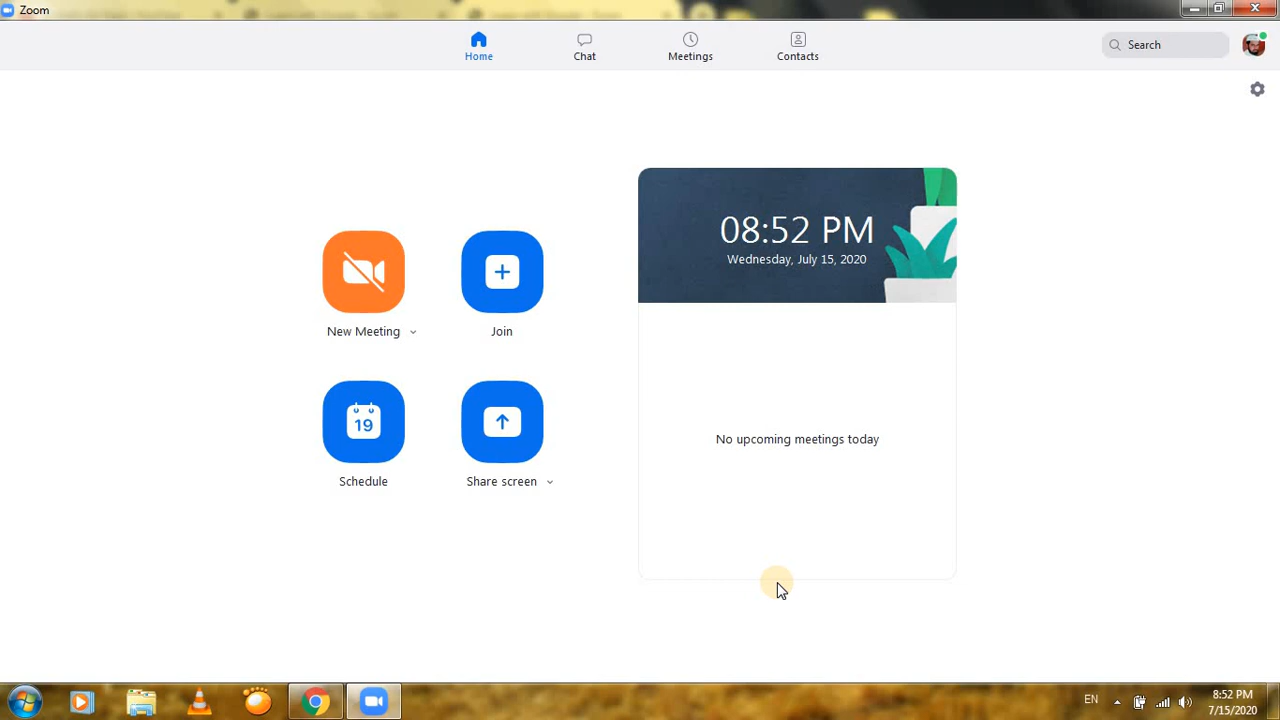 Zoom
Home
Chat
Meetings
Contacts
Search
08:52 PM
Wednesday, July 15, 2020
New Meeting
Join
19
Schedule
Share screen
No upcoming meetings today
EN
8:52 PM
7/15/2020